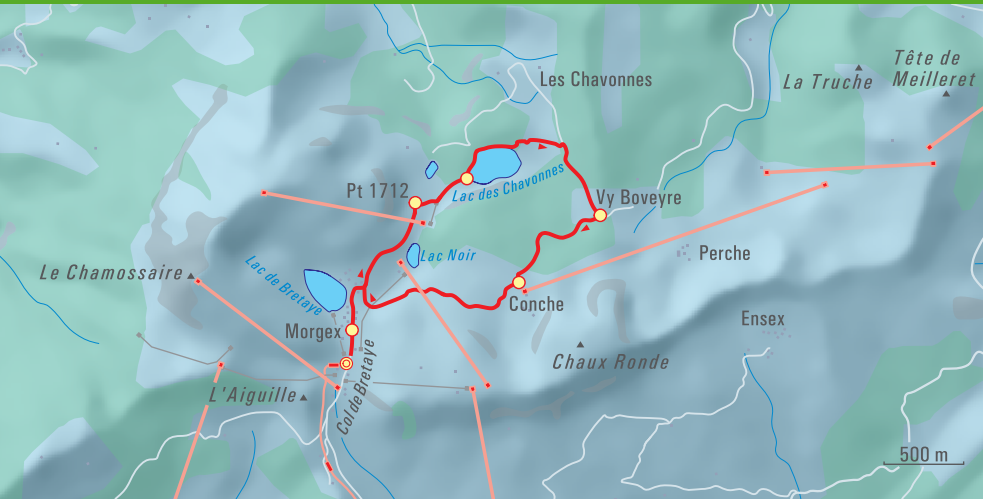 Tête de
Meilleret
La Truche
Les Chavonnes
Pt 1712
Lac des Chavonnes
Vy Boveyre
Perche
Lac Noir
Le Chamossaire
Lac de Bretaye
Conche
Morgex
Ensex
Chaux Ronde
L'Aiguille
Col de Bretaye
500 m